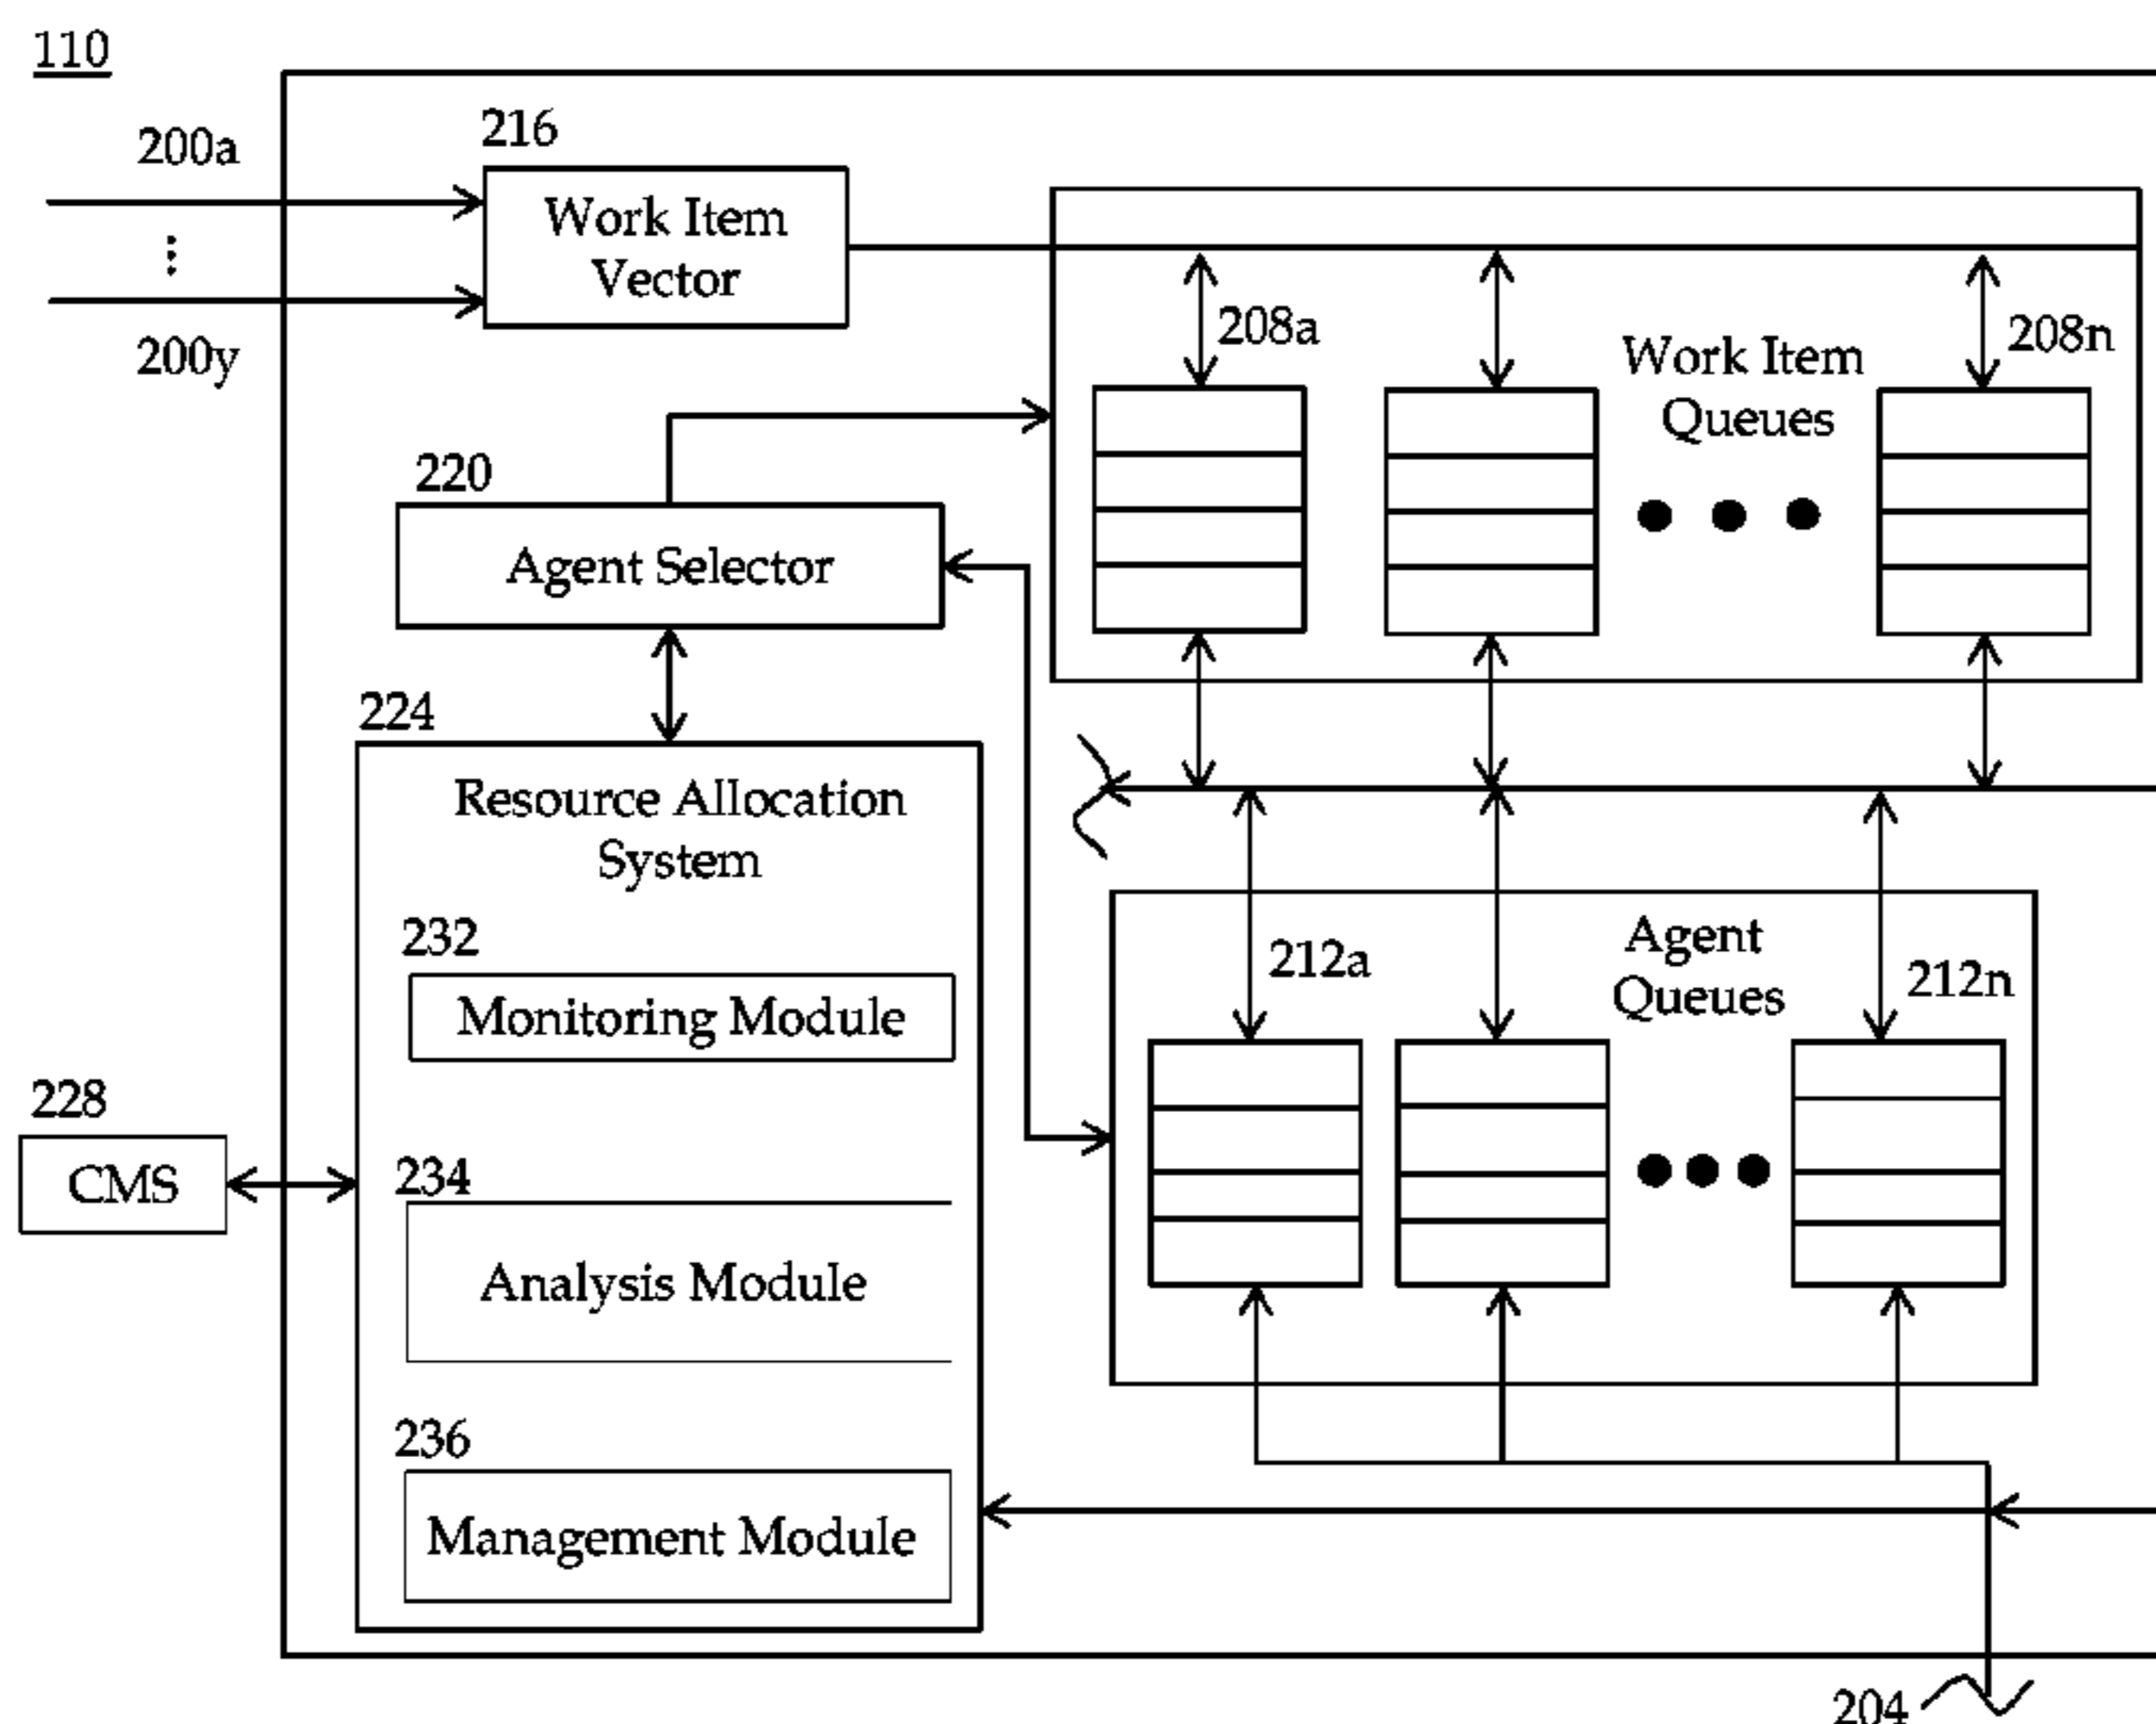 110
200a
200y
216
Work Item
Vector
208a
Work Item
Queues
208n
220
Agent Selector
224
Resource Allocation
System
232
Monitoring Module
234
Analysis Module
236
Management Module
228
CMS
212a
Agent
Queues
212n
204